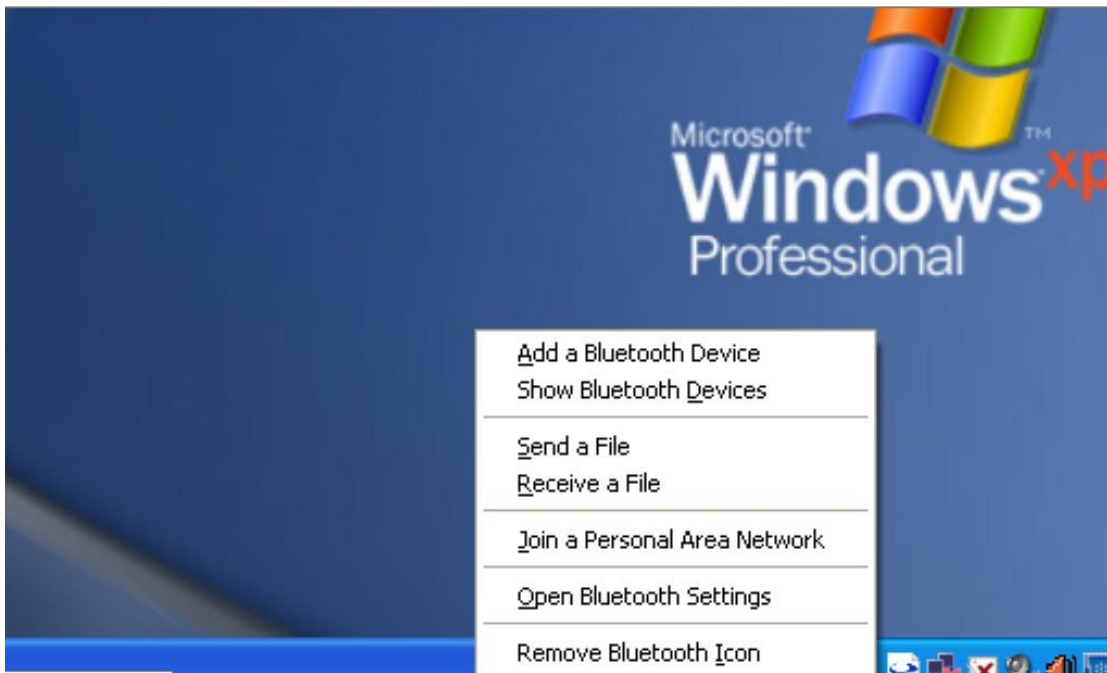 Microsoft®
Windows xp
TM
Professional
Add a Bluetooth Device
Show Bluetooth Devices
Send a File
Receive a File
Join a Personal Area Network
Open Bluetooth Settings
Remove Bluetooth Icon